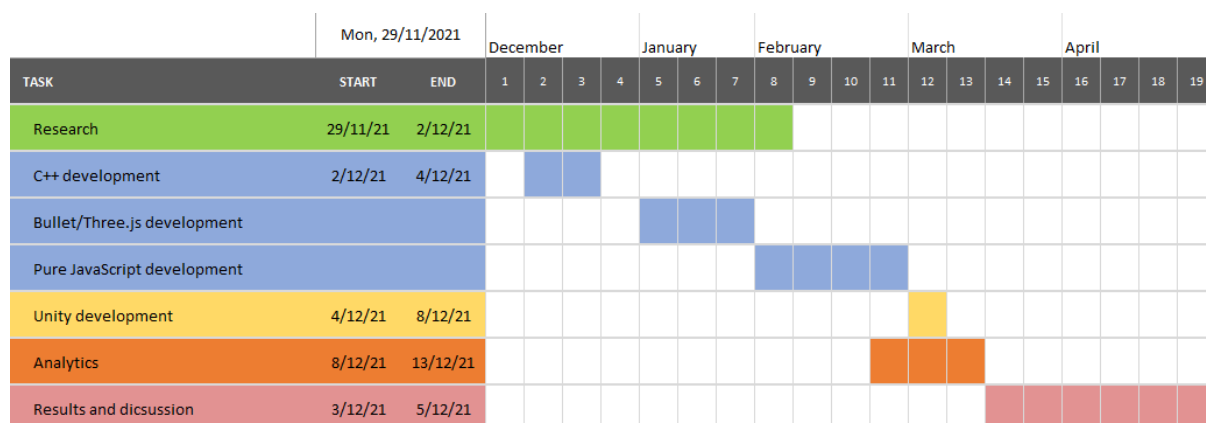 Mon, 29/11/2021
December January February March April
TASK START END 1 2 3 4 5 6 7 8 9 10 11 12 13 14 15 16 17 18 19
Research 29/11/21 2/12/21
C++ development 2/12/21 4/12/21
Bullet/Three.js development
Pure JavaScript development
Unity development 4/12/21 8/12/21
Analytics 8/12/21 13/12/21
Results and dicsussion 3/12/21 5/12/21